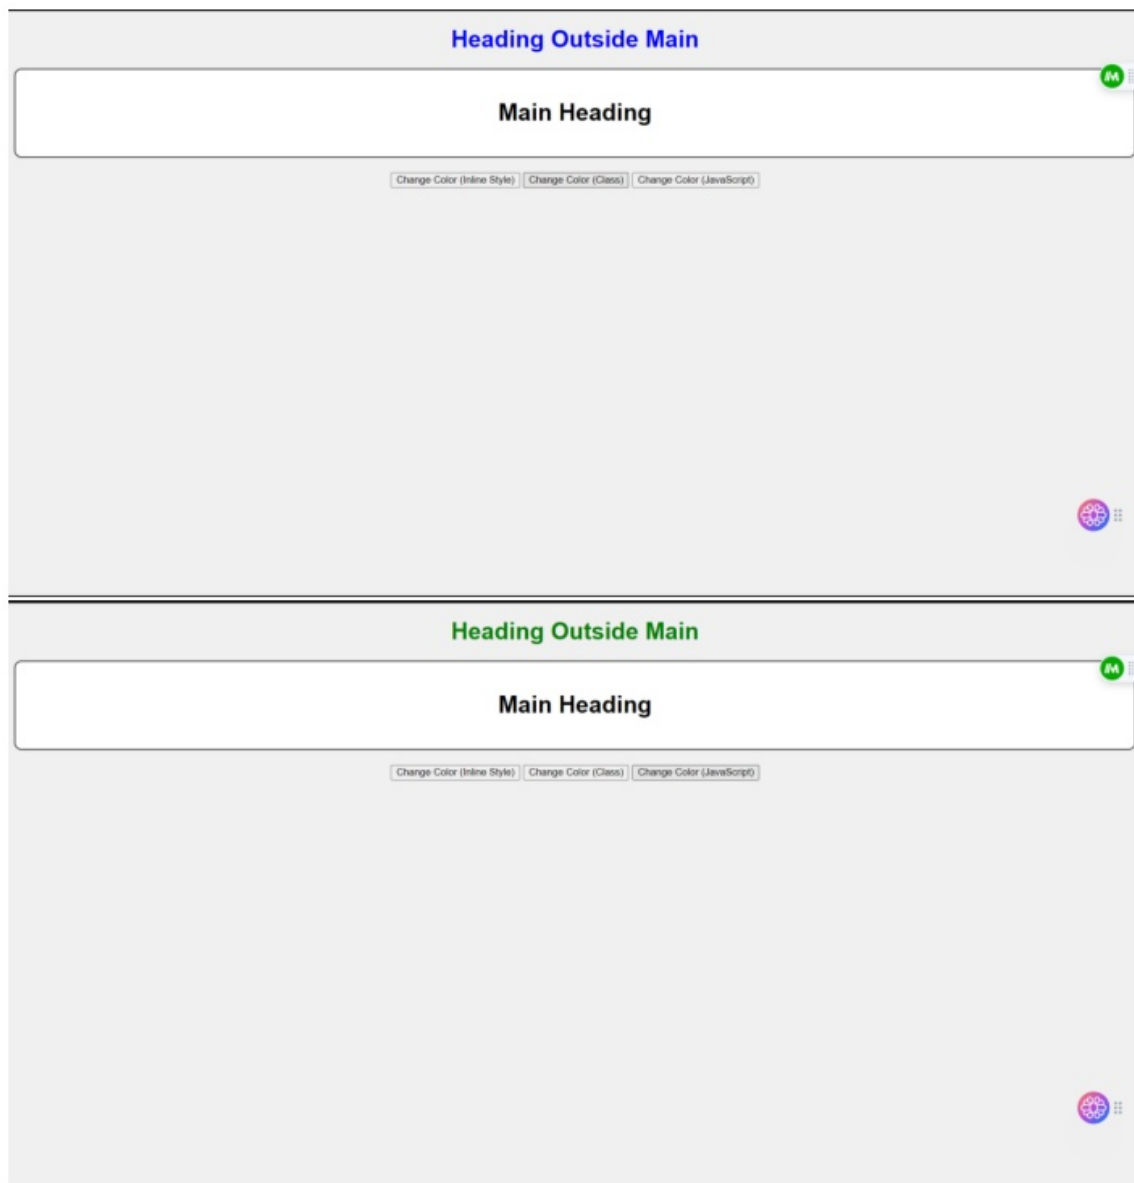 Heading Outside Main
Main Heading
Change Color (Inline Style) Change Color (Class) Change Color (JavaScript)
Heading Outside Main
Main Heading
Change Color (Inline Style) Change Color (Class) Change Color (JavaScript)